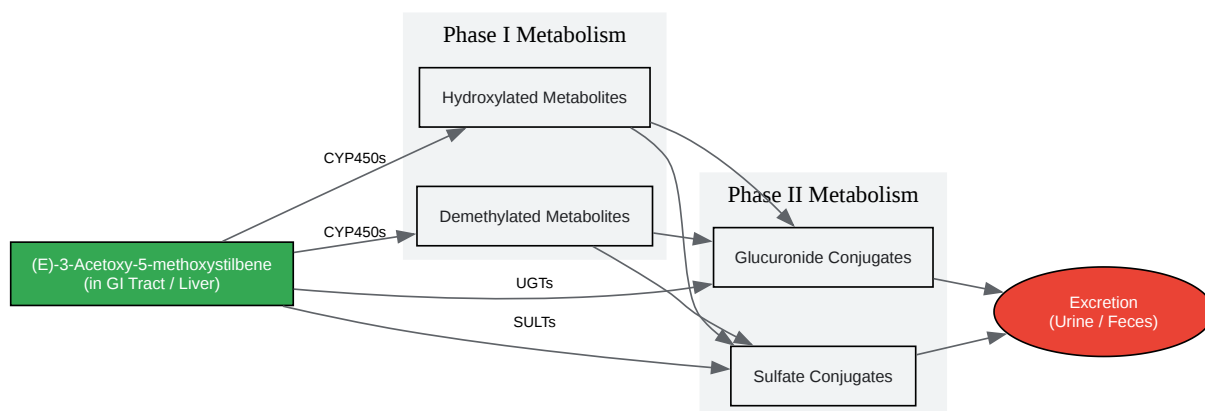 Phase I Metabolism
Hydroxylated Metabolites
CYP450s
Demethylated Metabolites
CYP450s
(E)-3-Acetoxy-5-methoxystilbene
(in GI Tract / Liver)
UGTs
SULTs
Phase II Metabolism
Glucuronide Conjugates
Sulfate Conjugates
Excretion
(Urine / Feces)